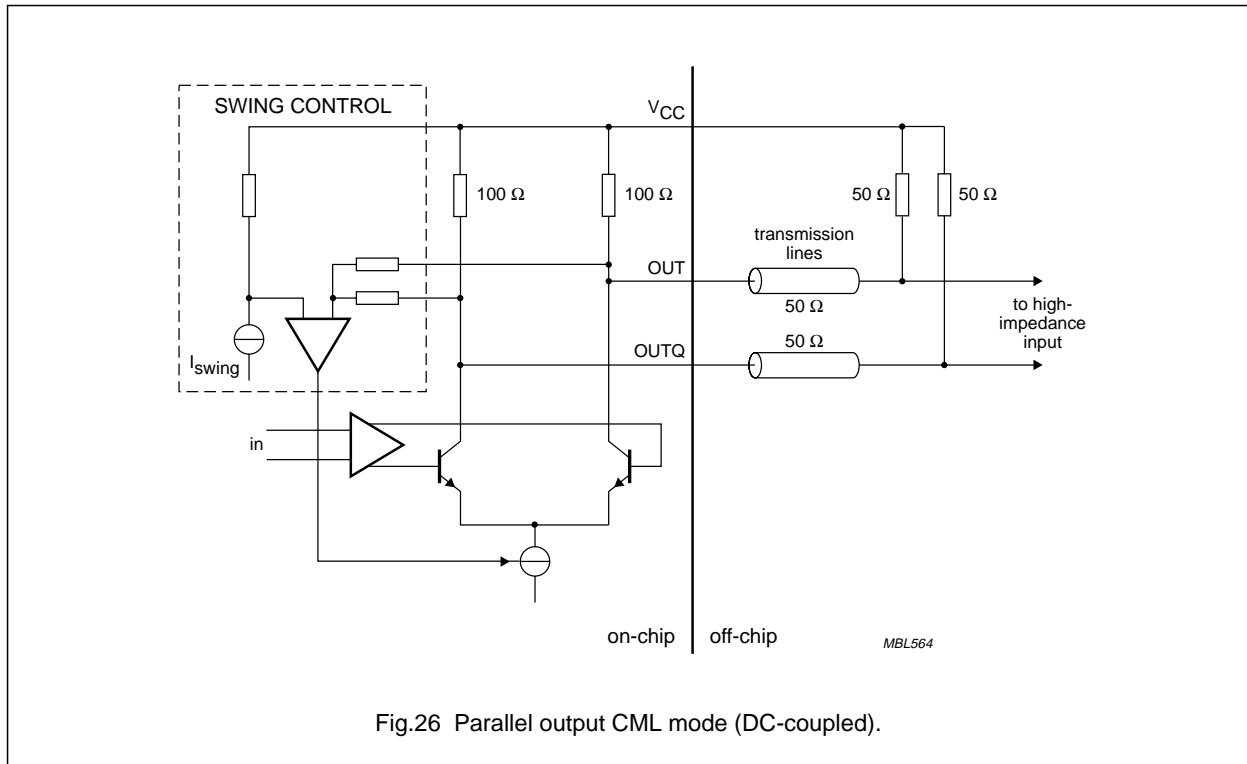 SWING CONTROL
V_CC
100 Ω
100 Ω
50 Ω
50 Ω
transmission
lines
OUT
50 Ω
to high-
impedance
input
OUTQ
50 Ω
I_swing
in
on-chip
off-chip
MBL564
Fig.26 Parallel output CML mode (DC-coupled).